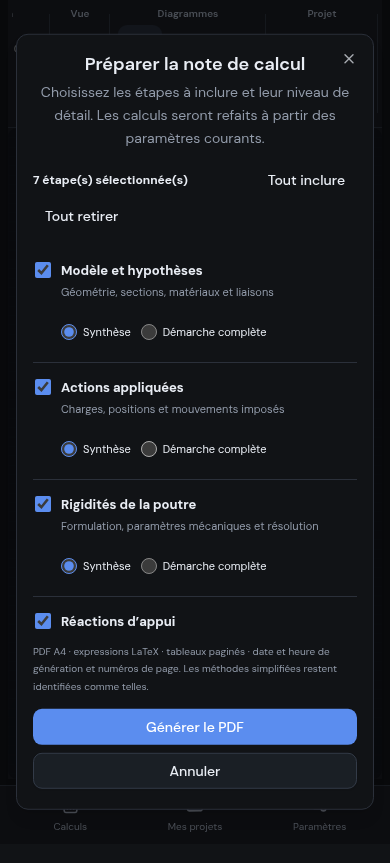 Vue
Diagrammes
Projet
Préparer la note de calcul
Choisissez les étapes à inclure et leur niveau de
détail. Les calculs seront refaits à partir des
paramètres courants.
7 étape(s) sélectionnée(s)
Tout inclure
Tout retirer
Modèle et hypothèses
Géométrie, sections, matériaux et liaisons
Synthèse
Démarche complète
Actions appliquées
Charges, positions et mouvements imposés
Synthèse
Démarche complète
Rigidités de la poutre
Formulation, paramètres mécaniques et résolution
Synthèse
Démarche complète
Réactions d’appui
PDF A4 · expressions LaTeX · tableaux paginés · date et heure de
génération et numéros de page. Les méthodes simplifiées restent
identifiées comme telles.
Générer le PDF
Annuler
Calculs
Mes projets
Paramètres